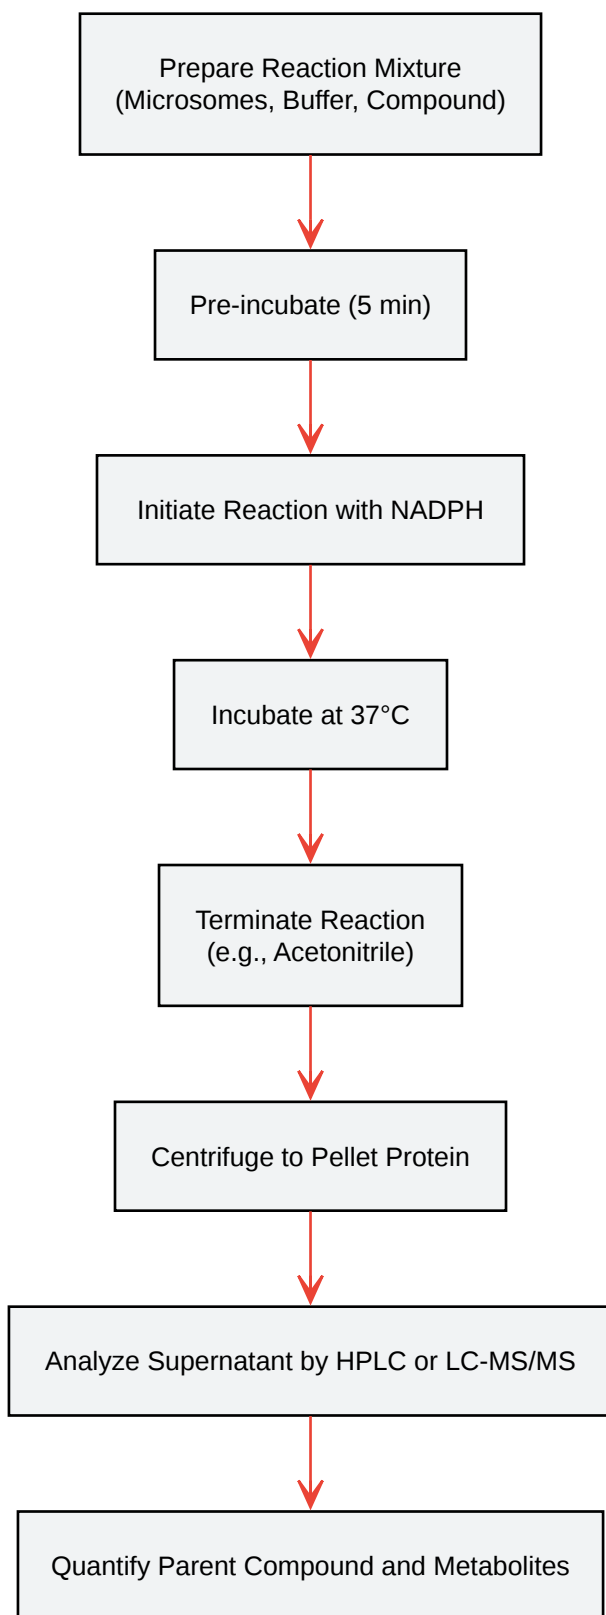 Prepare Reaction Mixture
(Microsomes, Buffer, Compound)
Pre-incubate (5 min)
Initiate Reaction with NADPH
Incubate at 37°C
Terminate Reaction
(e.g., Acetonitrile)
Centrifuge to Pellet Protein
Analyze Supernatant by HPLC or LC-MS/MS
Quantify Parent Compound and Metabolites